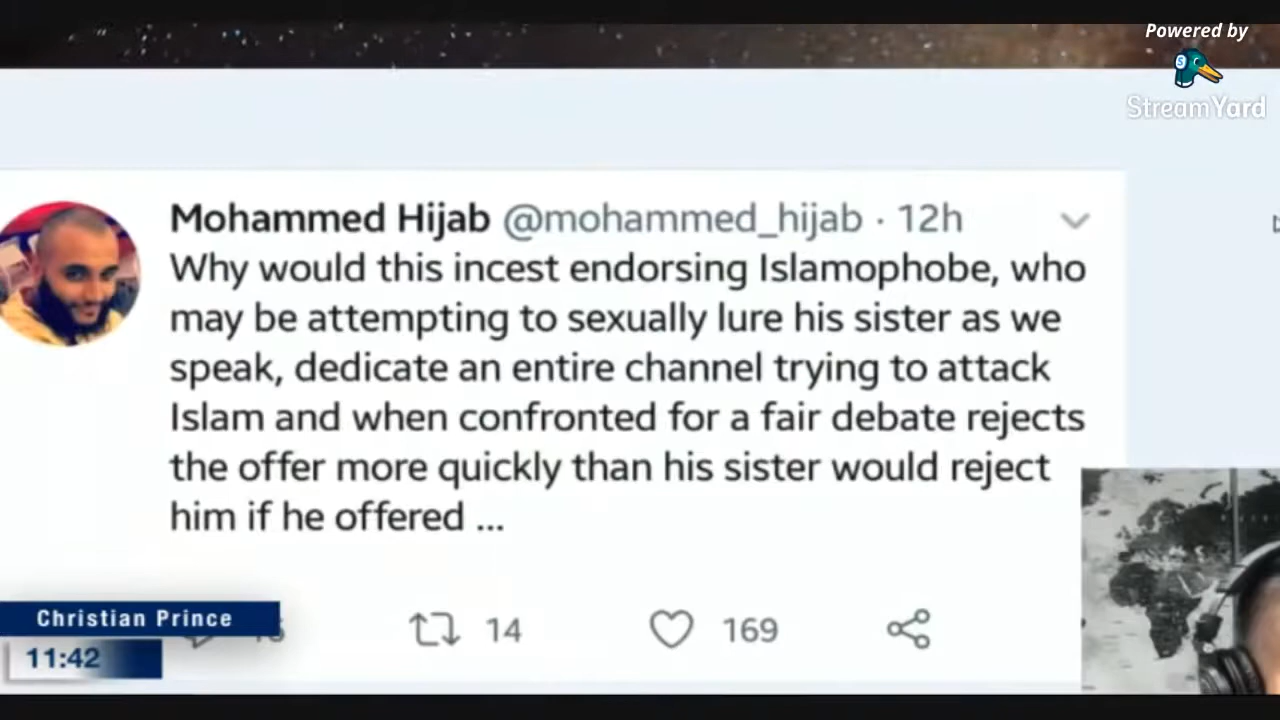 Powered by
StreamYard
Mohammed Hijab @mohammed_hijab · 12h
Why would this incest endorsing Islamophobe, who
may be attempting to sexually lure his sister as we
speak, dedicate an entire channel trying to attack
Islam and when confronted for a fair debate rejects
the offer more quickly than his sister would reject
him if he offered ...
14
169
Christian Prince
11:42